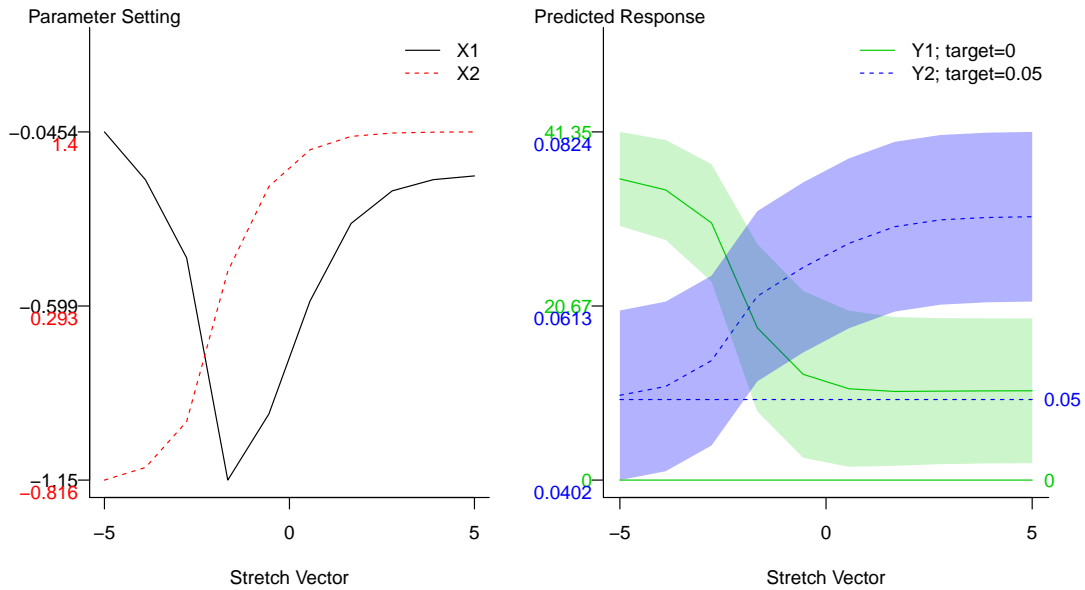 Parameter Setting
X1
X2
−0.0454
1.4
−0.599
0.293
−1.15
−0.816
−5
0
5
Stretch Vector
Predicted Response
Y1; target=0
Y2; target=0.05
41.35
0.0824
20.67
0.0613
0
0.0402
0.05
0
−5
0
5
Stretch Vector